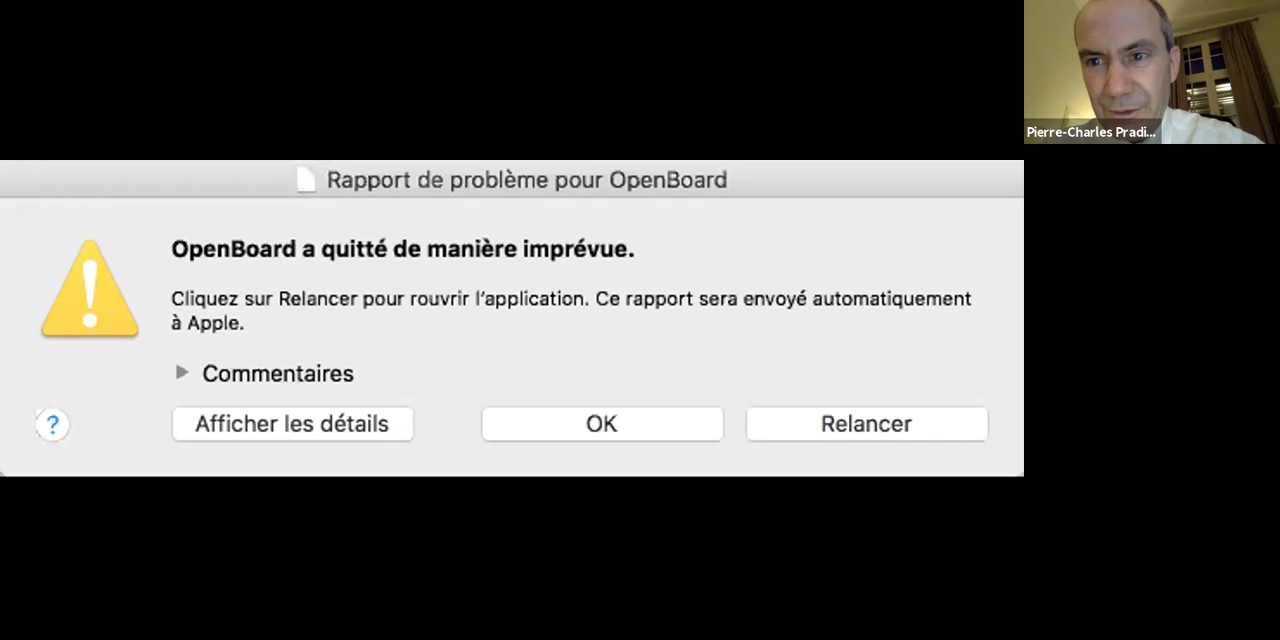 Pierre-Charles Pradi...
Rapport de problème pour OpenBoard
OpenBoard a quitté de manière imprévue.
Cliquez sur Relancer pour rouvrir l'application. Ce rapport sera envoyé automatiquement
à Apple.
Commentaires
? Afficher les détails OK Relancer